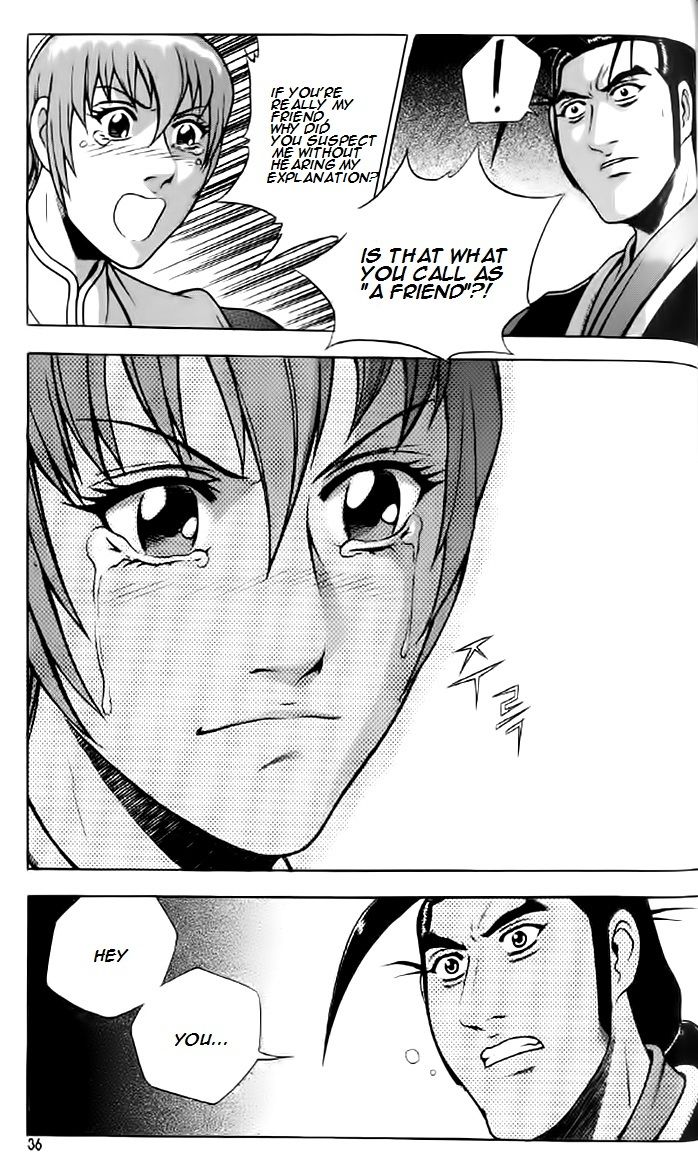 IF YOU'RE
REALLY MY
FRIEND,
WHY DID
YOU SUSPECT
ME WITHOUT
HEARING MY
EXPLANATION?
!
IS THAT WHAT
YOU CALL AS
"A FRIEND"?!
주륵
HEY
YOU...
36